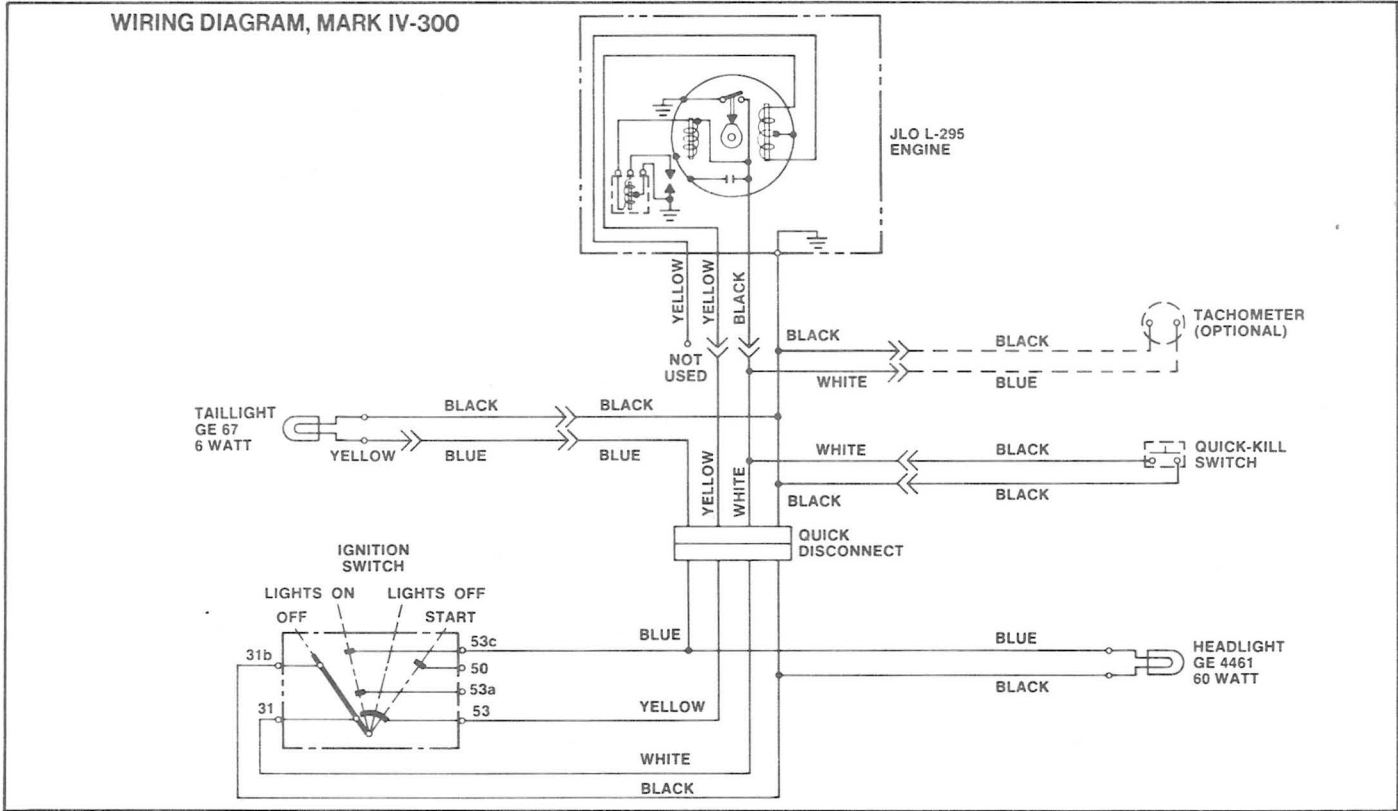 WIRING DIAGRAM, MARK IV-300
JLO L-295
ENGINE
YELLOW
YELLOW
BLACK
NOT
USED
BLACK
BLACK
TACHOMETER
(OPTIONAL)
WHITE
BLUE
TAILLIGHT
GE 67
6 WATT
BLACK
BLACK
YELLOW
BLUE
BLUE
YELLOW
WHITE
WHITE
BLACK
QUICK-KILL
SWITCH
BLACK
BLACK
QUICK
DISCONNECT
IGNITION
SWITCH
LIGHTS ON
LIGHTS OFF
OFF
START
31b
31
53c
50
53a
53
BLUE
BLUE
HEADLIGHT
GE 4461
60 WATT
BLACK
YELLOW
WHITE
BLACK